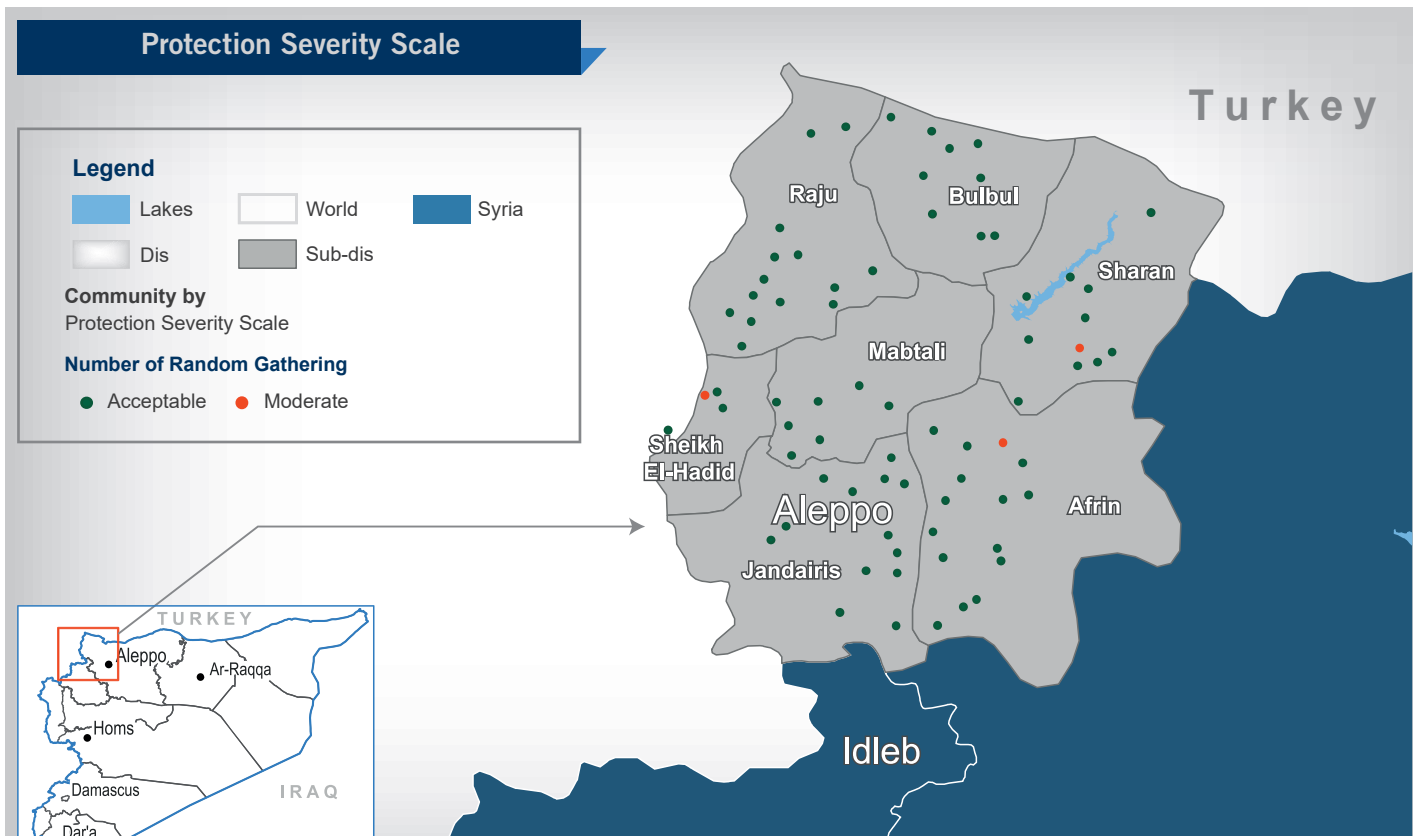 Protection Severity Scale
Turkey
Legend
Lakes
World
Syria
Dis
Sub-dis
Community by
Protection Severity Scale
Number of Random Gathering
Acceptable
Moderate
Raju
Bulbul
Sharan
Mabtali
Sheikh
El-Hadid
Aleppo
Afrin
Jandairis
Idleb
TURKEY
Aleppo
Ar-Raqqa
Homs
IRAQ
Damascus
Dar'a